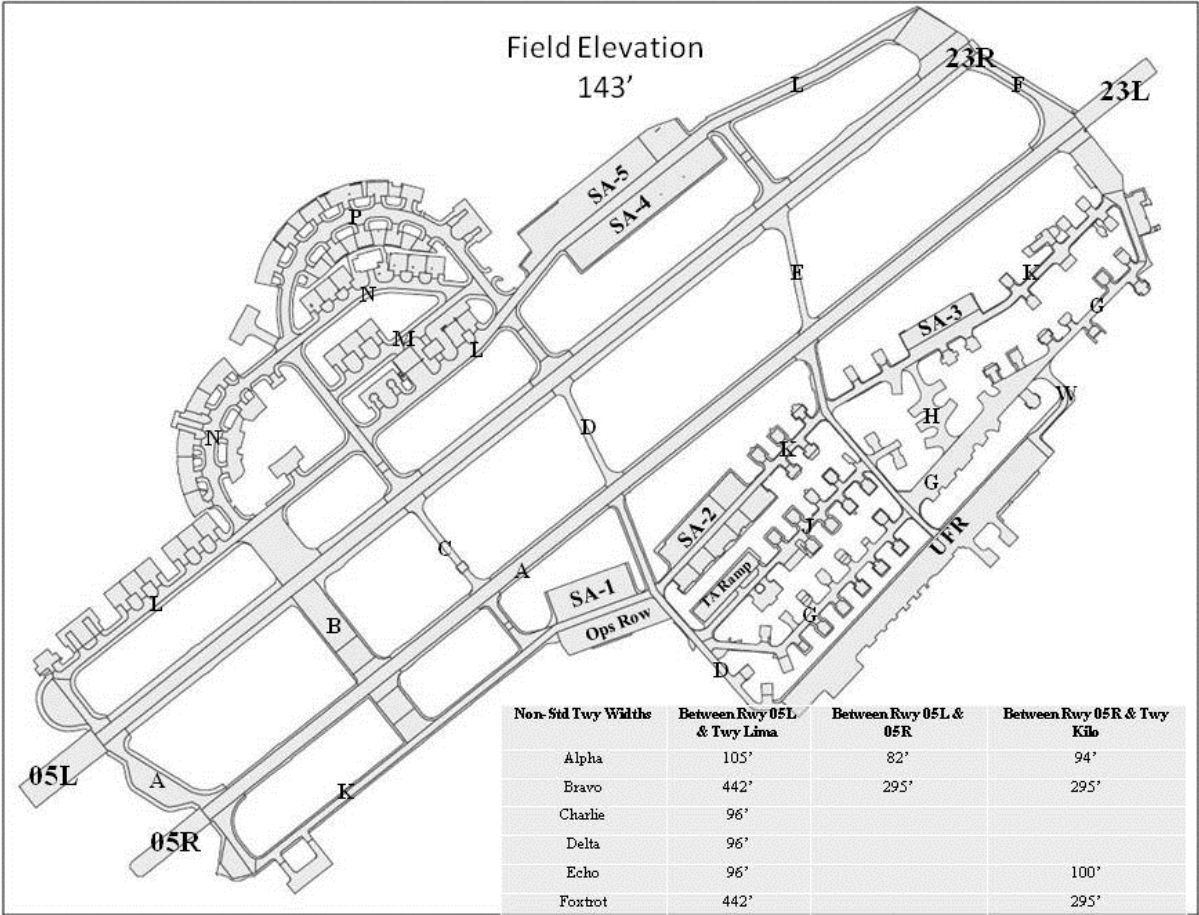 Field Elevation
143'
23R
23L
L
F
SA-5
SA-4
P
E
K
N
G
M
SA-3
L
W
H
D
N
K
G
SA-2
J
UFR
C
A
TA Ramp
SA-1
L
B
Ops Row
G
D
05L
A
K
05R
Non-Std Twy Widths Between Rwy 05L & Twy Lima Between Rwy 05L & 05R Between Rwy 05R & Twy Kilo
Alpha 105' 82' 94'
Bravo 442' 295' 295'
Charlie 96'
Delta 96'
Echo 96' 100'
Foxtrot 442' 295'